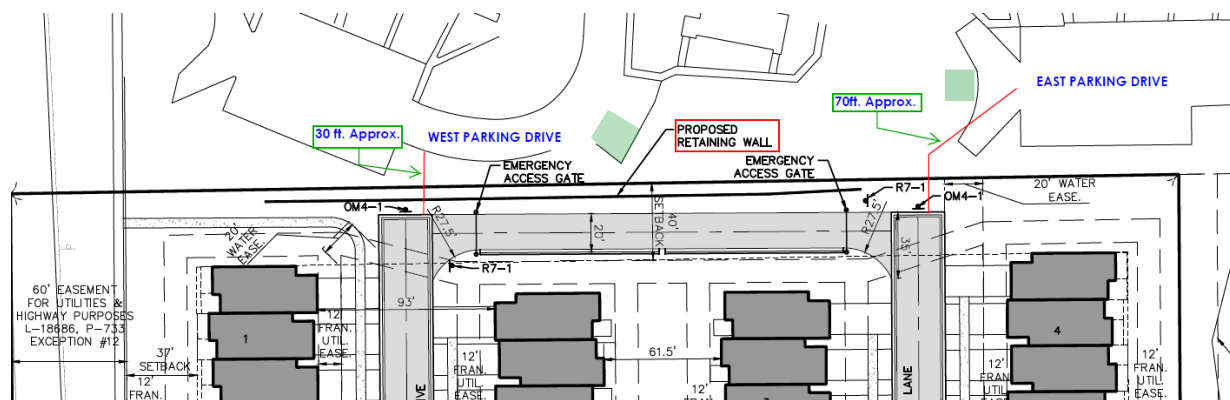 EAST PARKING DRIVE
70ft. Approx.
30 ft. Approx.
WEST PARKING DRIVE
PROPOSED
RETAINING WALL
EMERGENCY
ACCESS GATE
EMERGENCY
ACCESS GATE
R7-1
OM4-1
20' WATER
EASE.
OM4-1
R27.5'
20'
40'
SETBACK
R27.5'
35'
20'
WATER
EASE.
R7-1
60' EASEMENT
FOR UTILITIES &
HIGHWAY PURPOSES
L-18686, P-733
EXCEPTION #12
93'
12'
FRAN.
UTIL.
EASE.
1
4
37'
SETBACK
12'
FRAN.
12'
FRAN.
UTIL.
EASE.
61.5'
12'
LANE
12'
FRAN.
UTIL.
EASE.
12'
FRAN.
UTIL.
EASE.